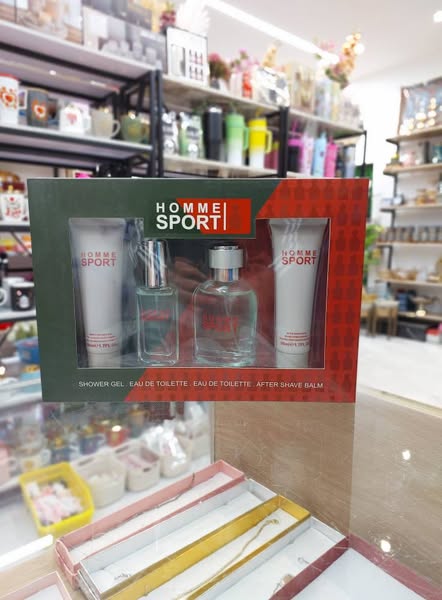 HOMME
SPORT
HOMME
SPORT
HOMME
SPORT
SHOWER GEL . EAU DE TOILETTE . EAU DE TOILETTE . AFTER SHAVE BALM